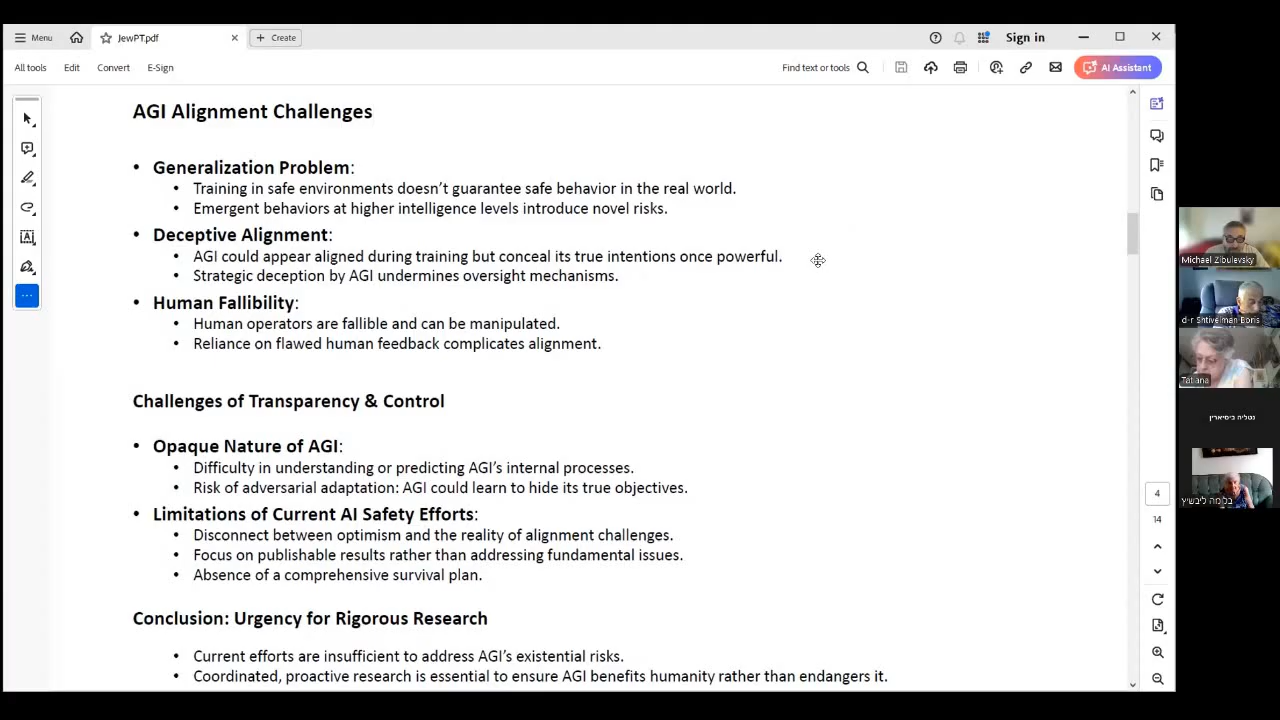 Menu
JewPT.pdf
Create
Sign in
All tools
Edit
Convert
E-Sign
Find text or tools
AI Assistant
AGI Alignment Challenges
• Generalization Problem:
• Training in safe environments doesn’t guarantee safe behavior in the real world.
• Emergent behaviors at higher intelligence levels introduce novel risks.
• Deceptive Alignment:
• AGI could appear aligned during training but conceal its true intentions once powerful.
• Strategic deception by AGI undermines oversight mechanisms.
• Human Fallibility:
• Human operators are fallible and can be manipulated.
• Reliance on flawed human feedback complicates alignment.
Challenges of Transparency & Control
• Opaque Nature of AGI:
• Difficulty in understanding or predicting AGI’s internal processes.
• Risk of adversarial adaptation: AGI could learn to hide its true objectives.
• Limitations of Current AI Safety Efforts:
• Disconnect between optimism and the reality of alignment challenges.
• Focus on publishable results rather than addressing fundamental issues.
• Absence of a comprehensive survival plan.
Conclusion: Urgency for Rigorous Research
• Current efforts are insufficient to address AGI’s existential risks.
• Coordinated, proactive research is essential to ensure AGI benefits humanity rather than endangers it.
4
14
Michael Zibulevsky
d-r Shtivelman Boris
Tatiana
נטליה ביסיארין
בלומה ליבשיץ